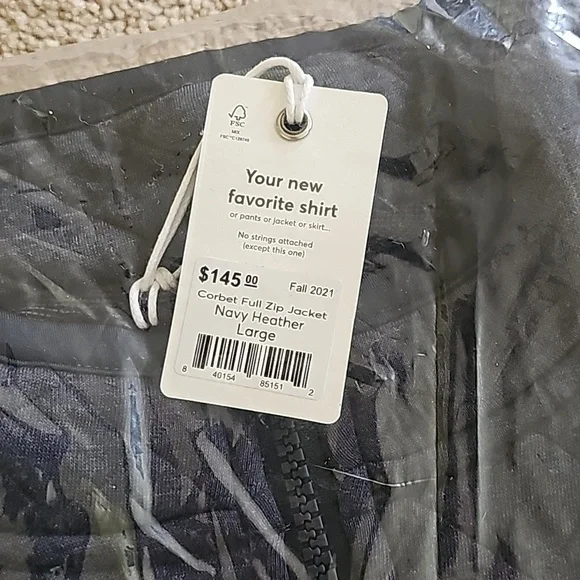 FSC
MIX
Your new
favorite shirt
or pants or jacket or skirt...
No strings attached
(except this one)
$145.00 Fall 2021
Corbet Full Zip Jacket
Navy Heather
Large
8 40154 85151 2